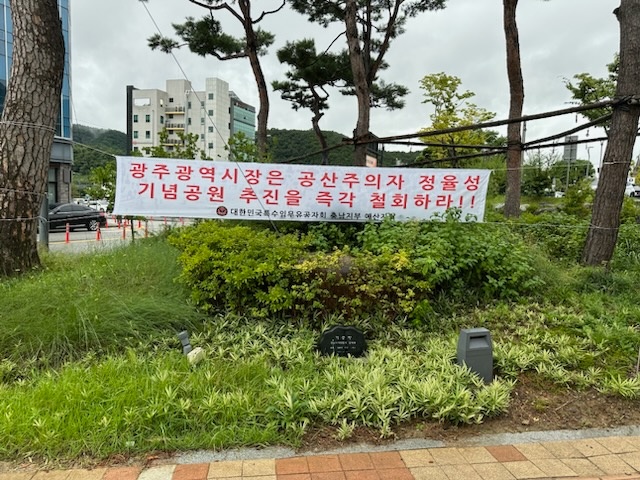 광주광역시장은 공산주의자 정율성
기념공원 추진을 즉각 철회하라!!
대한민국특수임무유공자회 충남지부 예산지회